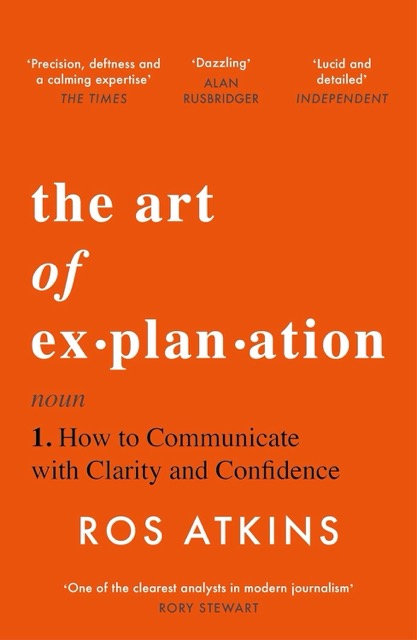 ‘Precision, deftness and
a calming expertise’
THE TIMES
‘Dazzling’
ALAN
RUSBRIDGER
‘Lucid and
detailed’
INDEPENDENT
the art
of
ex·plan·ation
noun
1. How to Communicate
with Clarity and Confidence
ROS ATKINS
‘One of the clearest analysts in modern journalism’
RORY STEWART